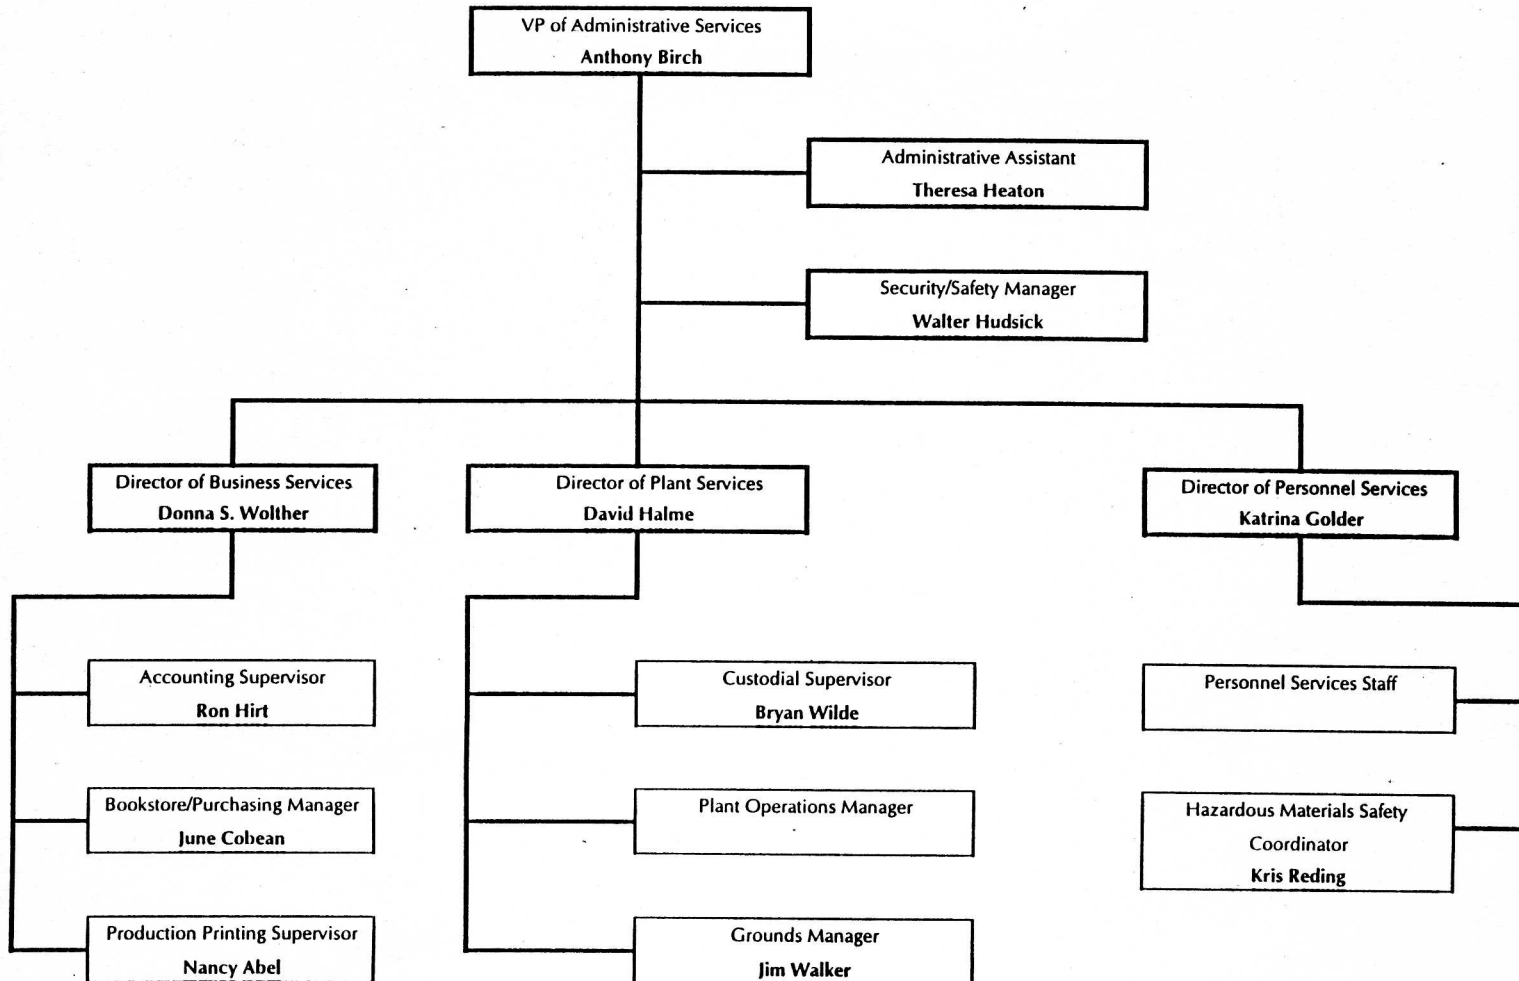 VP of Administrative Services
Anthony Birch
Administrative Assistant
Theresa Heaton
Security/Safety Manager
Walter Hudsick
Director of Business Services
Donna S. Wolther
Director of Plant Services
David Halme
Director of Personnel Services
Katrina Golder
Accounting Supervisor
Ron Hirt
Custodial Supervisor
Bryan Wilde
Personnel Services Staff
Bookstore/Purchasing Manager
June Cobean
Plant Operations Manager
Hazardous Materials Safety
Coordinator
Kris Reding
Production Printing Supervisor
Nancy Abel
Grounds Manager
Jim Walker